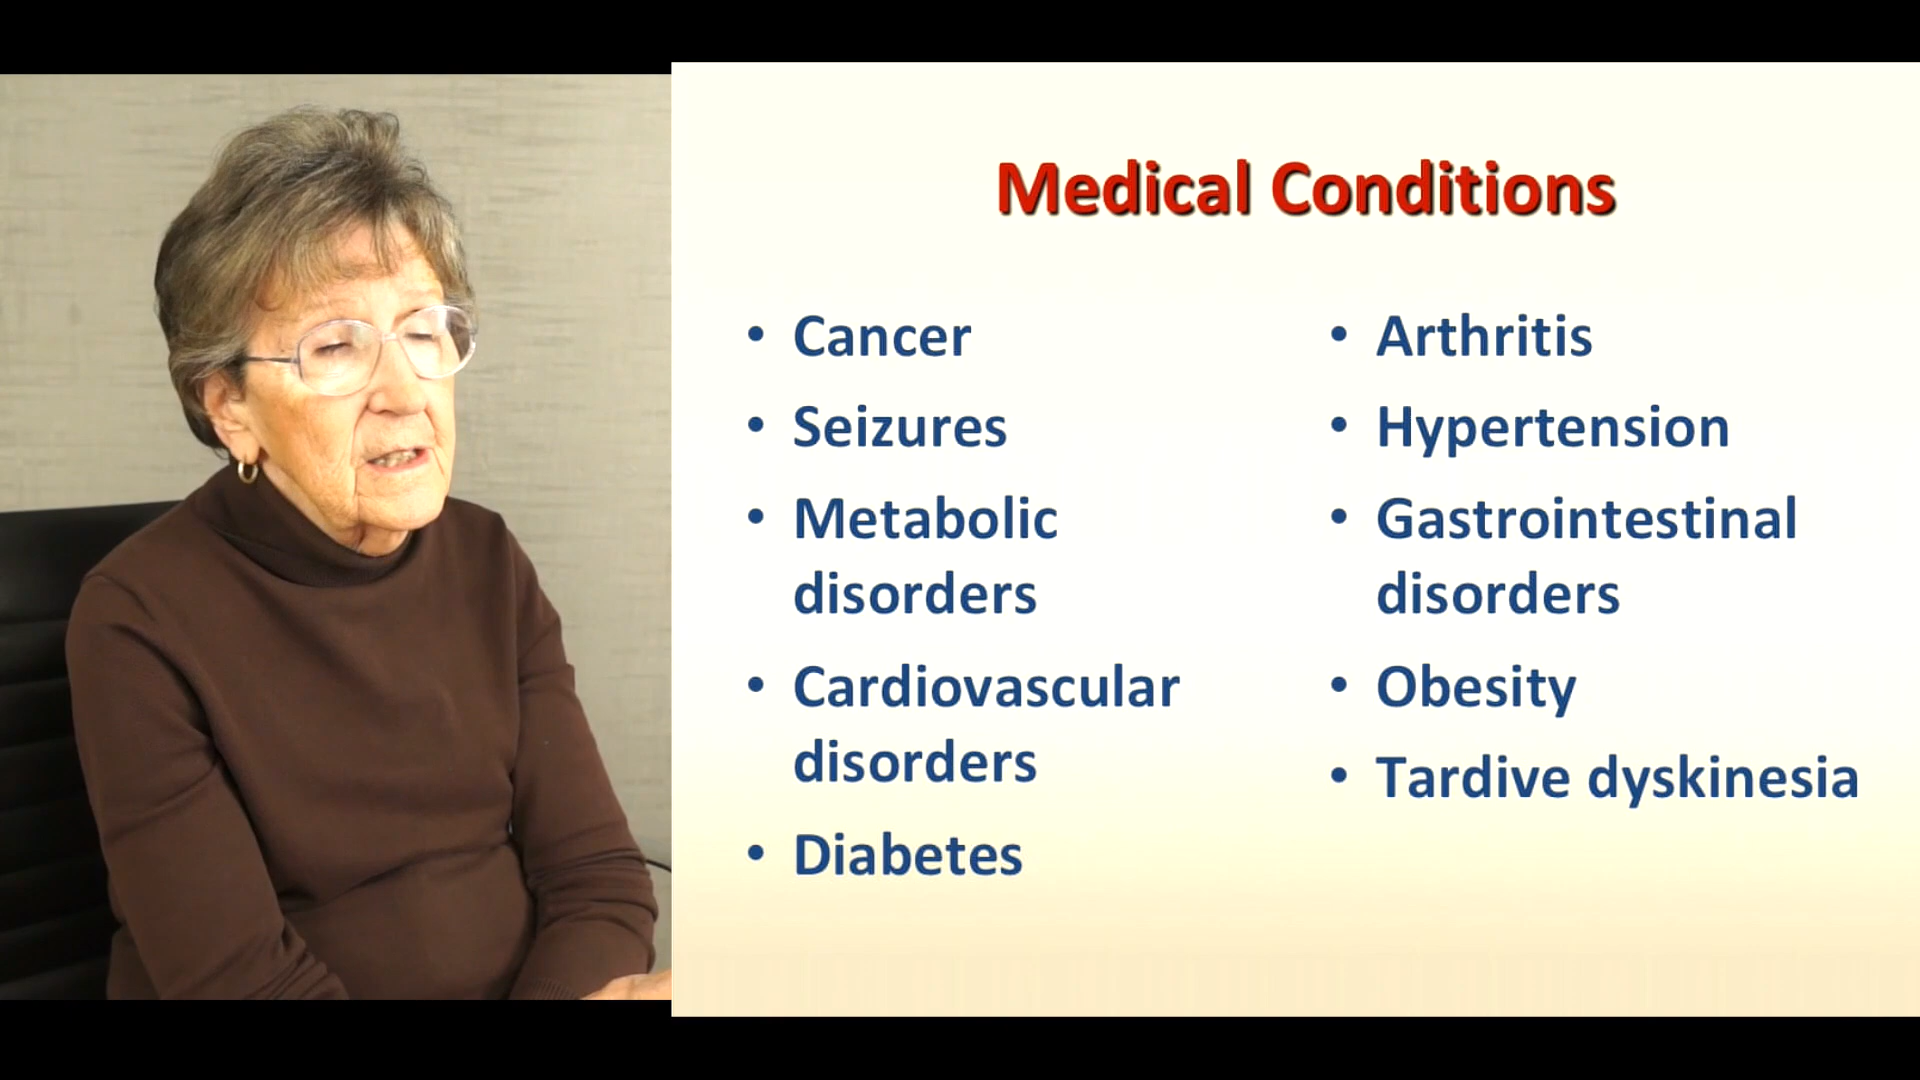 Medical Conditions
• Cancer
• Seizures
• Metabolic
disorders
• Cardiovascular
disorders
• Diabetes
• Arthritis
• Hypertension
• Gastrointestinal
disorders
• Obesity
• Tardive dyskinesia